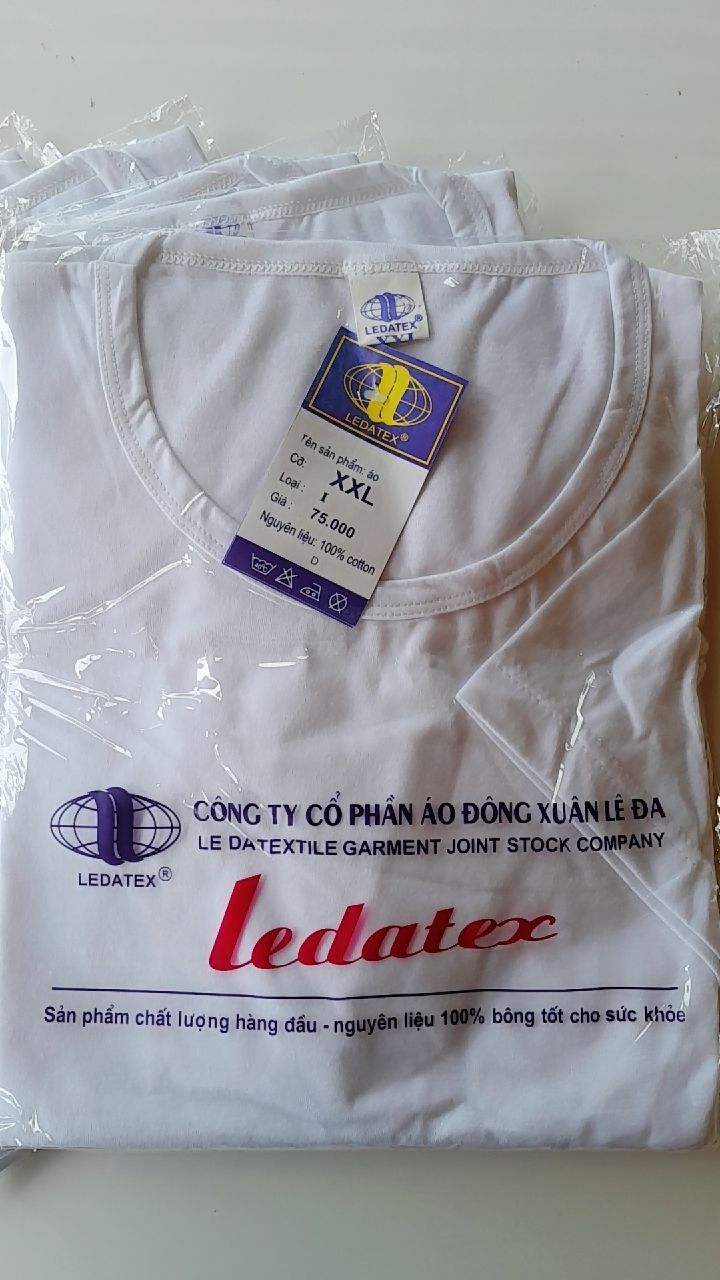 LEDATEX®
XXL
LEDATEX®
Tên sản phẩm: áo
Cỡ: XXL
Loại : I
Giá : 75.000
Nguyên liệu: 100% cotton
D
40°C
LEDATEX®
CÔNG TY CỔ PHẦN ÁO ĐÔNG XUÂN LÊ ĐA
LE DATEXTILE GARMENT JOINT STOCK COMPANY
ledatex
Sản phẩm chất lượng hàng đầu - nguyên liệu 100% bông tốt cho sức khỏe